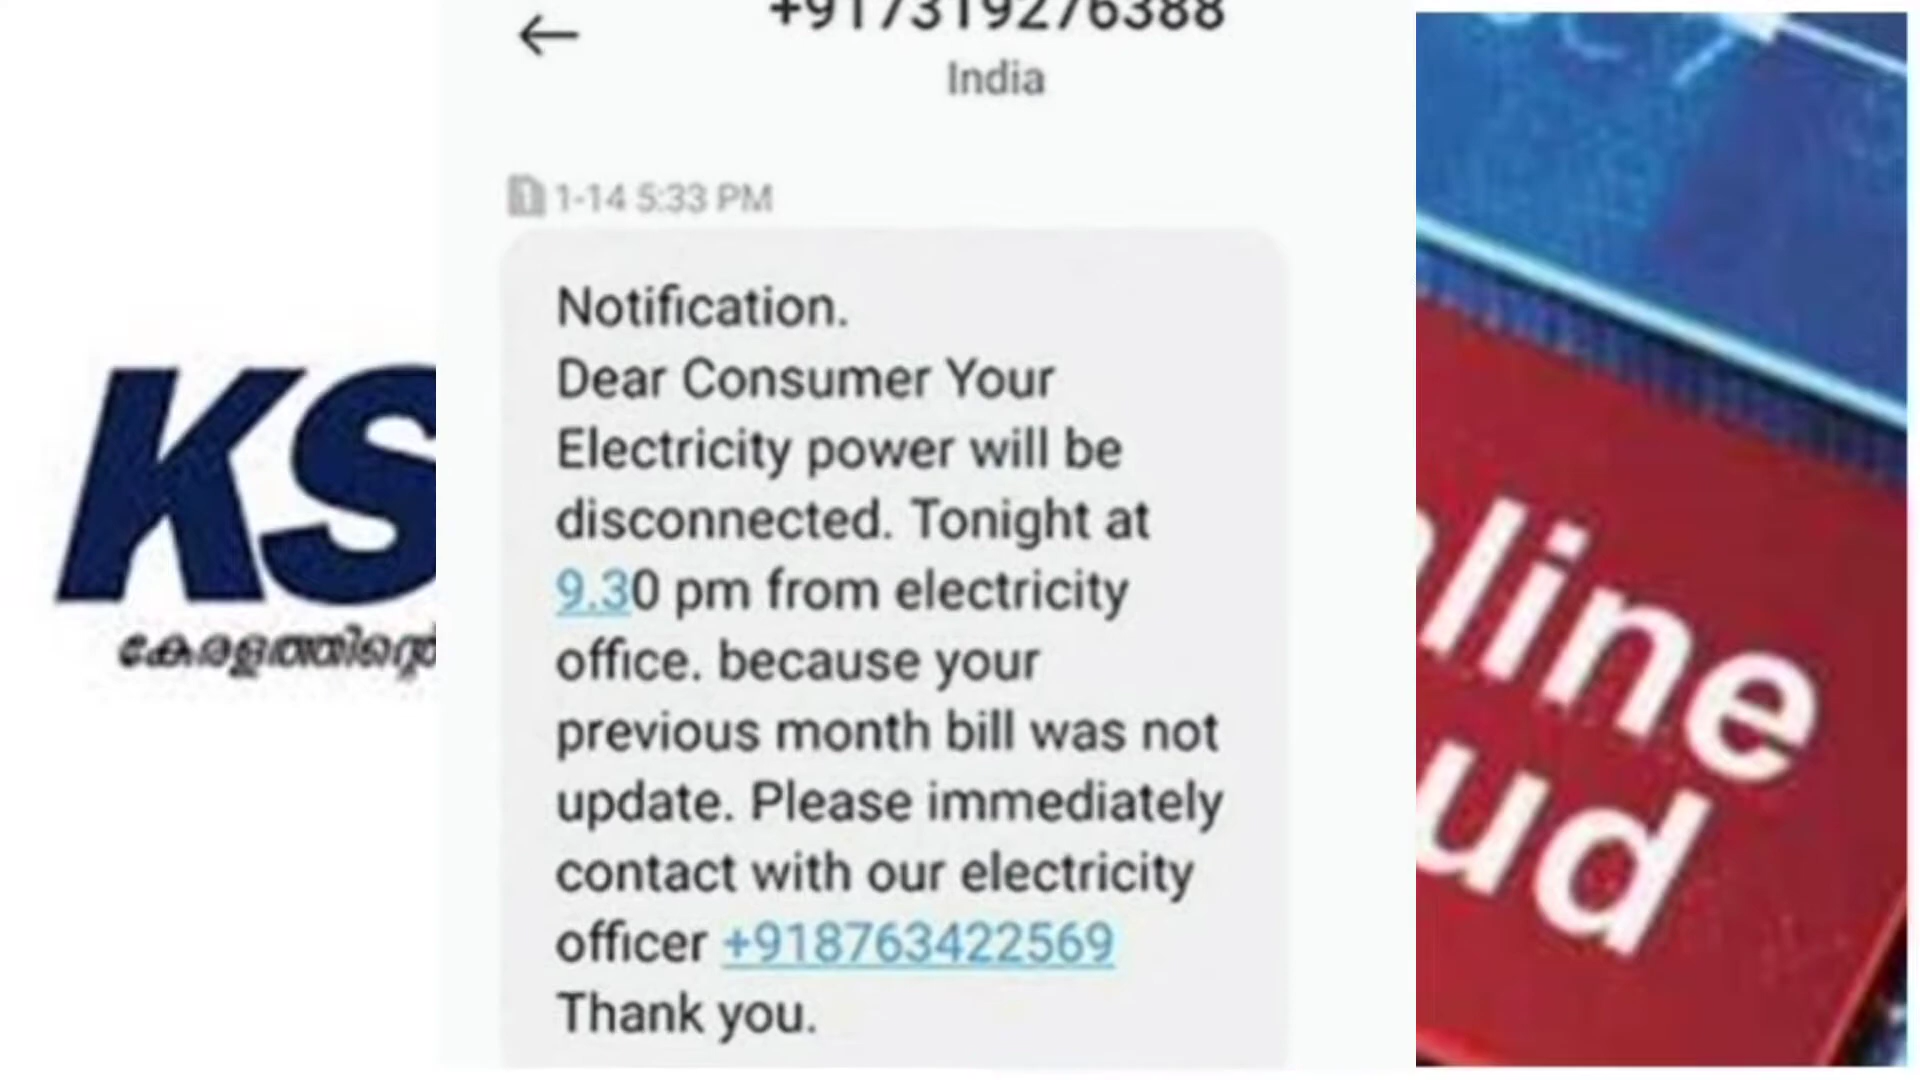 KS
കേരളത്തിന്റെ
+917319276388
India
1-14 5:33 PM
Notification.
Dear Consumer Your
Electricity power will be
disconnected. Tonight at
9.30 pm from electricity
office. because your
previous month bill was not
update. Please immediately
contact with our electricity
officer +918763422569
Thank you.
line
ud